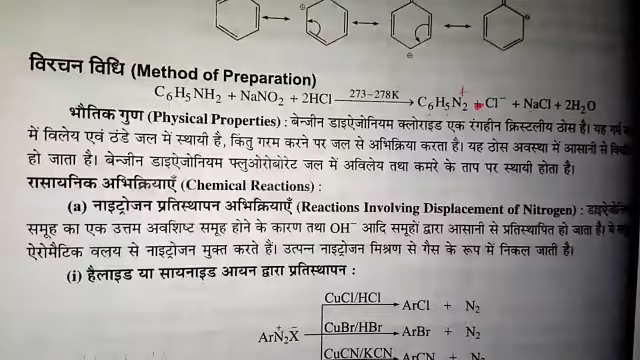 विरचन विधि (Method of Preparation)
C₆H₅NH₂ + NaNO₂ + 2HCl 273–278K → C₆H₅N₂⁺ Cl⁻ + NaCl + 2H₂O
भौतिक गुण (Physical Properties) : बेन्जीन डाइऐजोनियम क्लोराइड एक रंगहीन क्रिस्टलीय ठोस है। यह
में विलेय एवं ठंडे जल में स्थायी है, किंतु गरम करने पर जल से अभिक्रिया करता है। यह ठोस अवस्था में आसानी से
हो जाता है। बेन्जीन डाइऐजोनियम फ्लुओरोबोरेट जल में अविलेय तथा कमरे के ताप पर स्थायी होता है।
रासायनिक अभिक्रियाएँ (Chemical Reactions) :
(a) नाइट्रोजन प्रतिस्थापन अभिक्रियाएँ (Reactions Involving Displacement of Nitrogen) :
समूह का एक उत्तम अवशिष्ट समूह होने के कारण तथा OH⁻ आदि समूहों द्वारा आसानी से प्रतिस्थापित हो जाता है।
ऐरोमैटिक वलय से नाइट्रोजन मुक्त करते हैं। उत्पन्न नाइट्रोजन मिश्रण से गैस के रूप में निकल जाती है।
(i) हैलाइड या सायनाइड आयन द्वारा प्रतिस्थापन :
CuCl/HCl → ArCl + N₂
ArN₂⁺X⁻ CuBr/HBr → ArBr + N₂
CuCN/KCN → ArCN + N₂